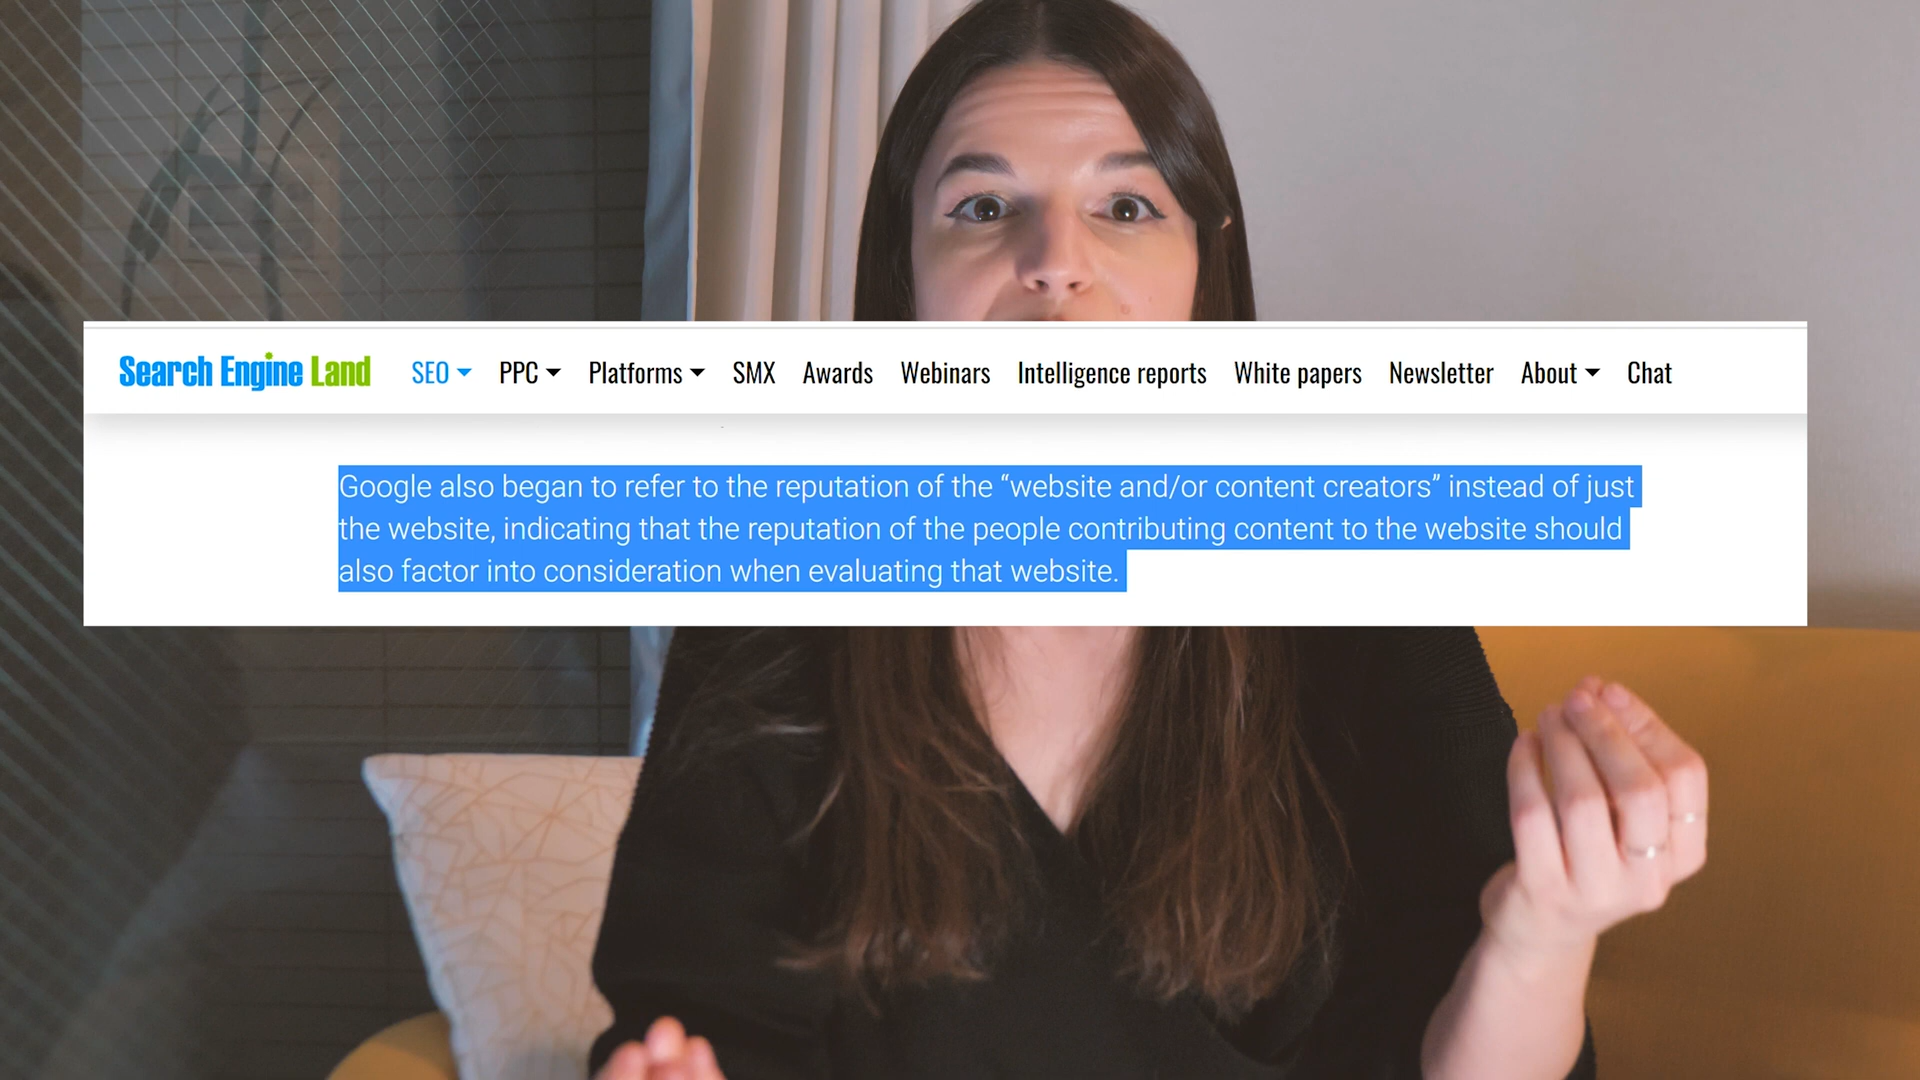 Search Engine Land SEO PPC Platforms SMX Awards Webinars Intelligence reports White papers Newsletter About Chat
Google also began to refer to the reputation of the “website and/or content creators” instead of just
the website, indicating that the reputation of the people contributing content to the website should
also factor into consideration when evaluating that website.